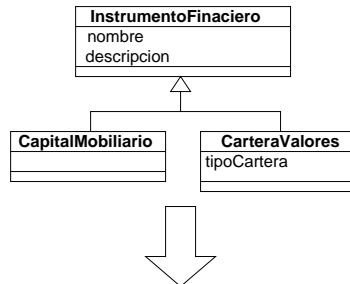 InstrumentoFinaciero
nombre
descripcion
CapitalMobiliario
CarteraValores
tipoCartera